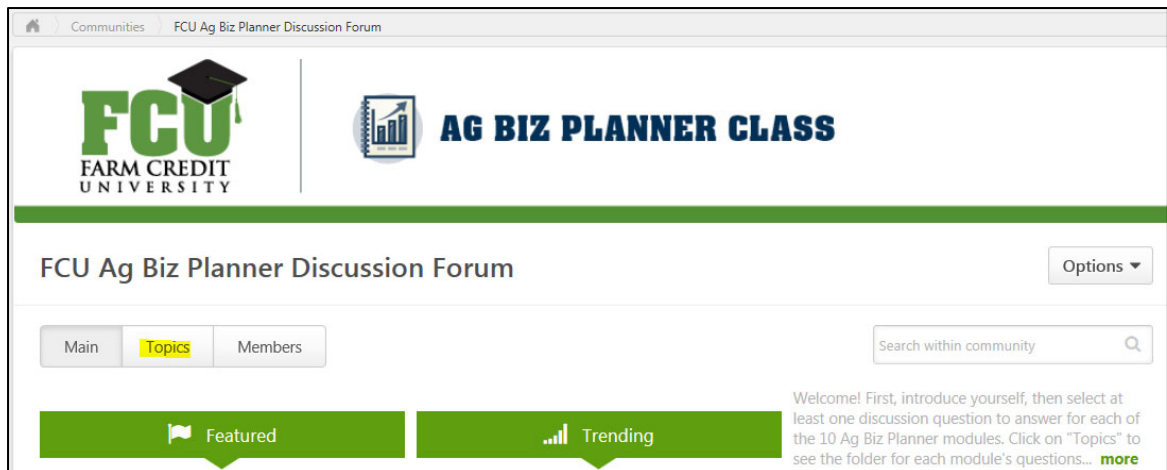 Communities FCU Ag Biz Planner Discussion Forum
FCU
FARM CREDIT
UNIVERSITY
AG BIZ PLANNER CLASS
FCU Ag Biz Planner Discussion Forum
Options
Main Topics Members
Search within community
Featured
Trending
Welcome! First, introduce yourself, then select at
least one discussion question to answer for each of
the 10 Ag Biz Planner modules. Click on "Topics" to
see the folder for each module's questions... more